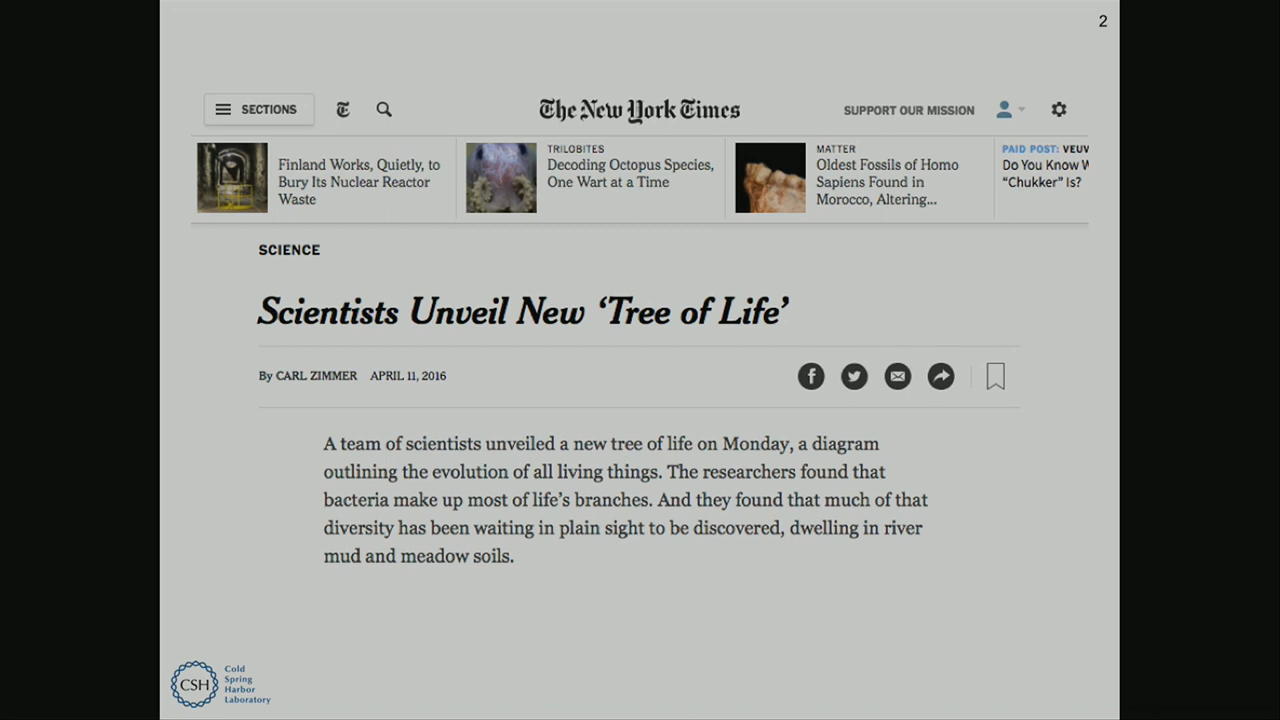 2
SECTIONS
The New York Times
SUPPORT OUR MISSION
Finland Works, Quietly, to
Bury Its Nuclear Reactor
Waste
TRILOBITES
Decoding Octopus Species,
One Wart at a Time
MATTER
Oldest Fossils of Homo
Sapiens Found in
Morocco, Altering...
PAID POST: VEUV
Do You Know W
“Chukker” Is?
SCIENCE
Scientists Unveil New ‘Tree of Life’
By CARL ZIMMER APRIL 11, 2016
A team of scientists unveiled a new tree of life on Monday, a diagram
outlining the evolution of all living things. The researchers found that
bacteria make up most of life’s branches. And they found that much of that
diversity has been waiting in plain sight to be discovered, dwelling in river
mud and meadow soils.
CSH
Cold
Spring
Harbor
Laboratory